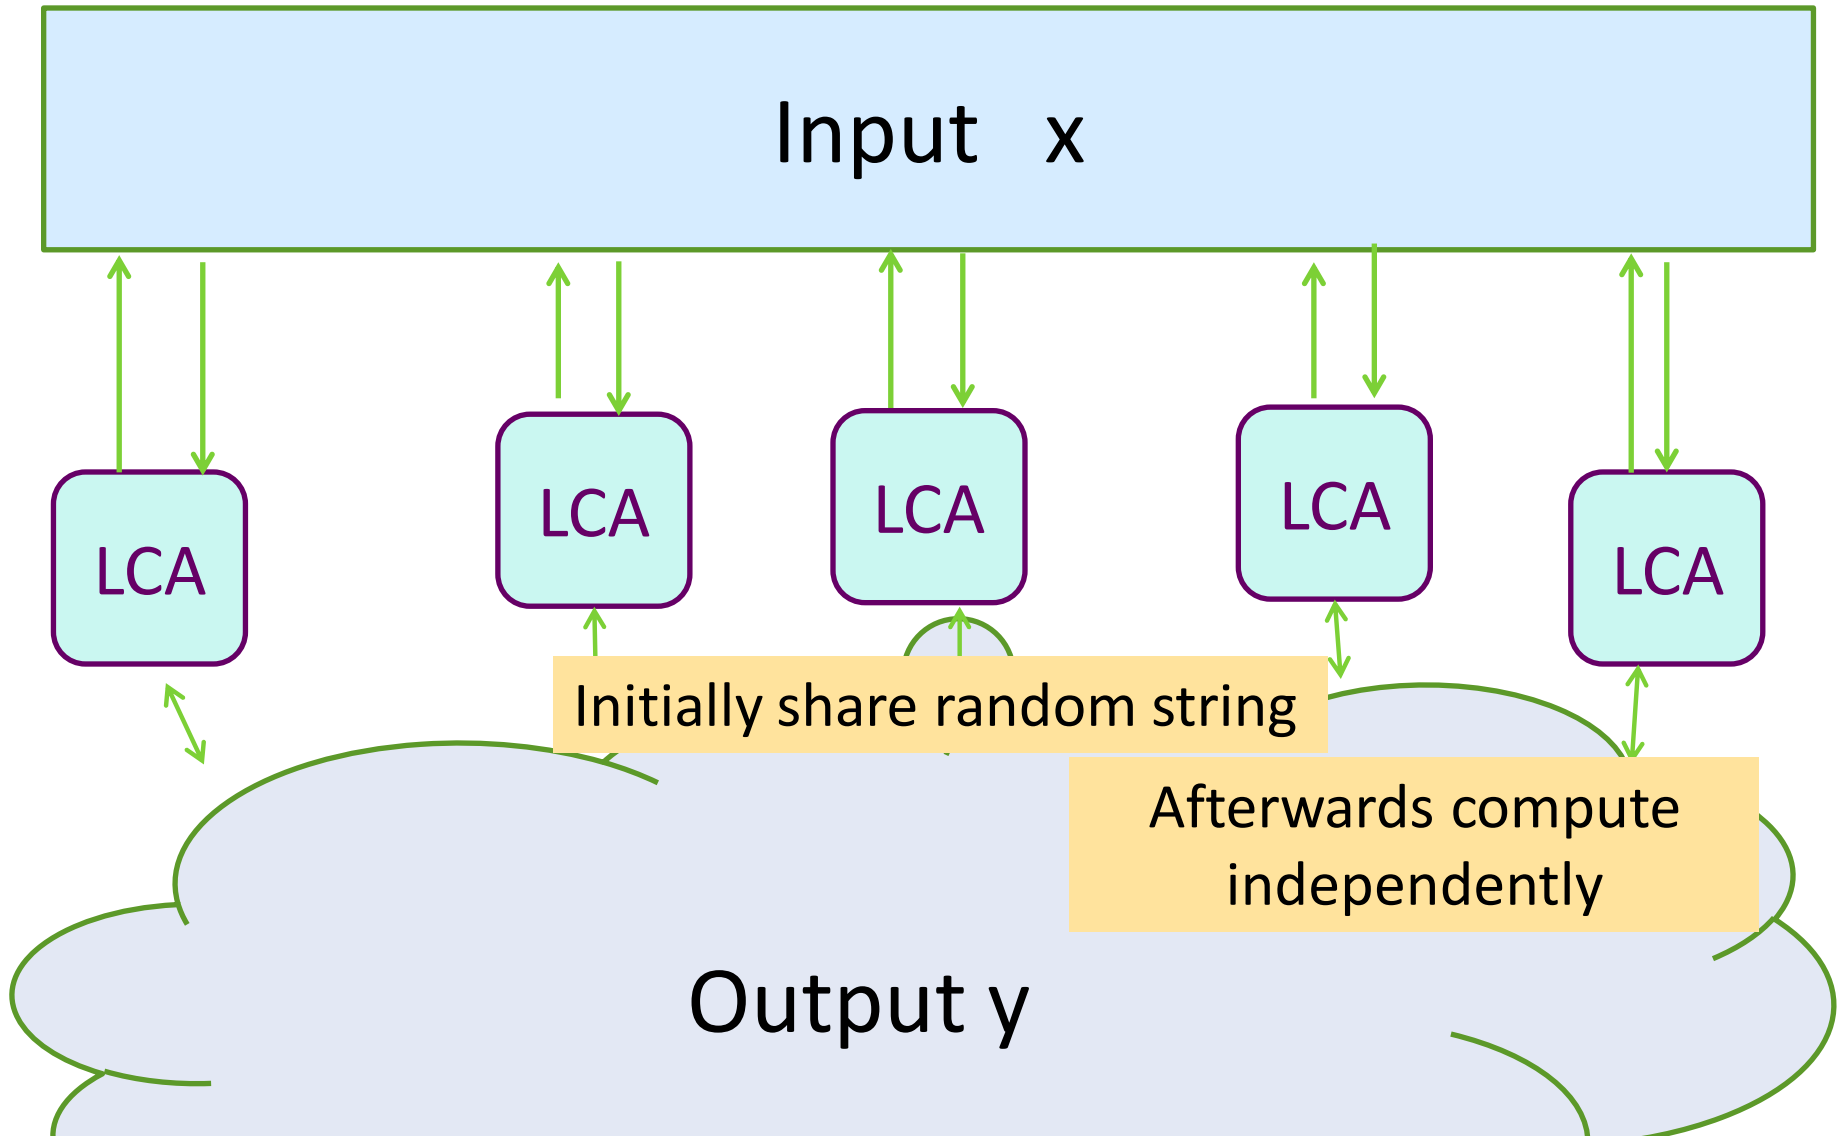 Input x
LCA
LCA
LCA
LCA
LCA
Initially share random string
Afterwards compute
independently
Output y